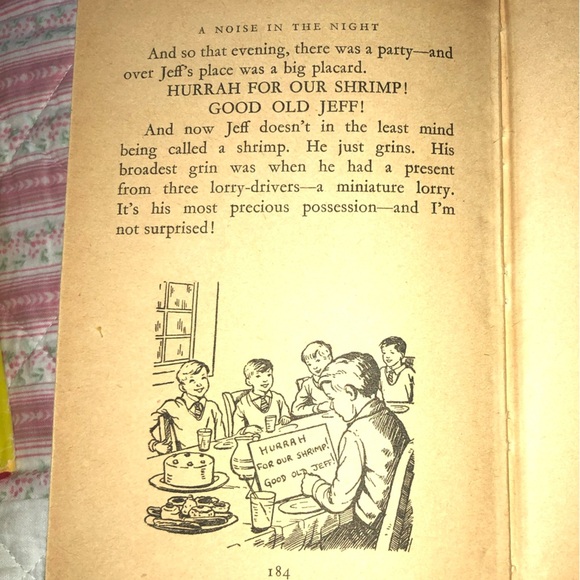 A NOISE IN THE NIGHT
And so that evening, there was a party—and
over Jeff's place was a big placard.
HURRAH FOR OUR SHRIMP!
GOOD OLD JEFF!
And now Jeff doesn't in the least mind
being called a shrimp. He just grins. His
broadest grin was when he had a present
from three lorry-drivers—a miniature lorry.
It's his most precious possession—and I'm
not surprised!
HURRAH
FOR OUR SHRIMP!
GOOD OLD JEFF!
184